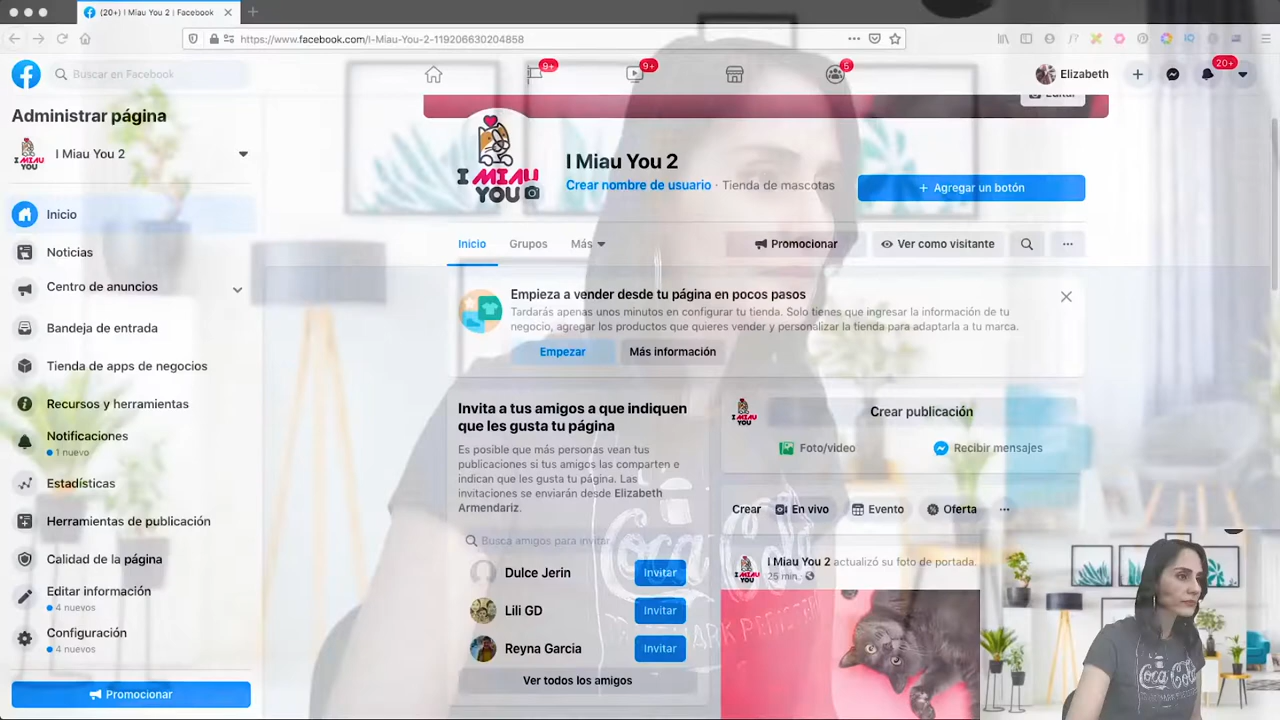 (20+) I Miau You 2 | Facebook
https://www.facebook.com/I-Miau-You-2-119206630204858
Buscar en Facebook
9+
9+
5
Elizabeth
20+
Administrar página
I Miau You 2
Inicio
Noticias
Centro de anuncios
Bandeja de entrada
Tienda de apps de negocios
Recursos y herramientas
Notificaciones
1 nuevo
Estadísticas
Herramientas de publicación
Calidad de la página
Editar información
4 nuevos
Configuración
4 nuevos
Promocionar
Editar
I MIAU
YOU
I Miau You 2
Crear nombre de usuario · Tienda de mascotas
+ Agregar un botón
Inicio
Grupos
Más
Promocionar
Ver como visitante
Empieza a vender desde tu página en pocos pasos
Tardarás apenas unos minutos en configurar tu tienda. Solo tienes que ingresar la información de tu
negocio, agregar los productos que quieres vender y personalizar la tienda para adaptarla a tu marca.
Empezar
Más información
Invita a tus amigos a que indiquen
que les gusta tu página
Es posible que más personas vean tus
publicaciones si tus amigos las comparten e
indican que les gusta tu página. Las
invitaciones se enviarán desde Elizabeth
Armendariz.
Busca amigos para invitar
Dulce Jerin
Invitar
Lili GD
Invitar
Reyna Garcia
Invitar
Ver todos los amigos
Crear publicación
Foto/video
Recibir mensajes
Crear
En vivo
Evento
Oferta
I Miau You 2 actualizó su foto de portada.
25 min.
Coca-Cola
Coca-Cola